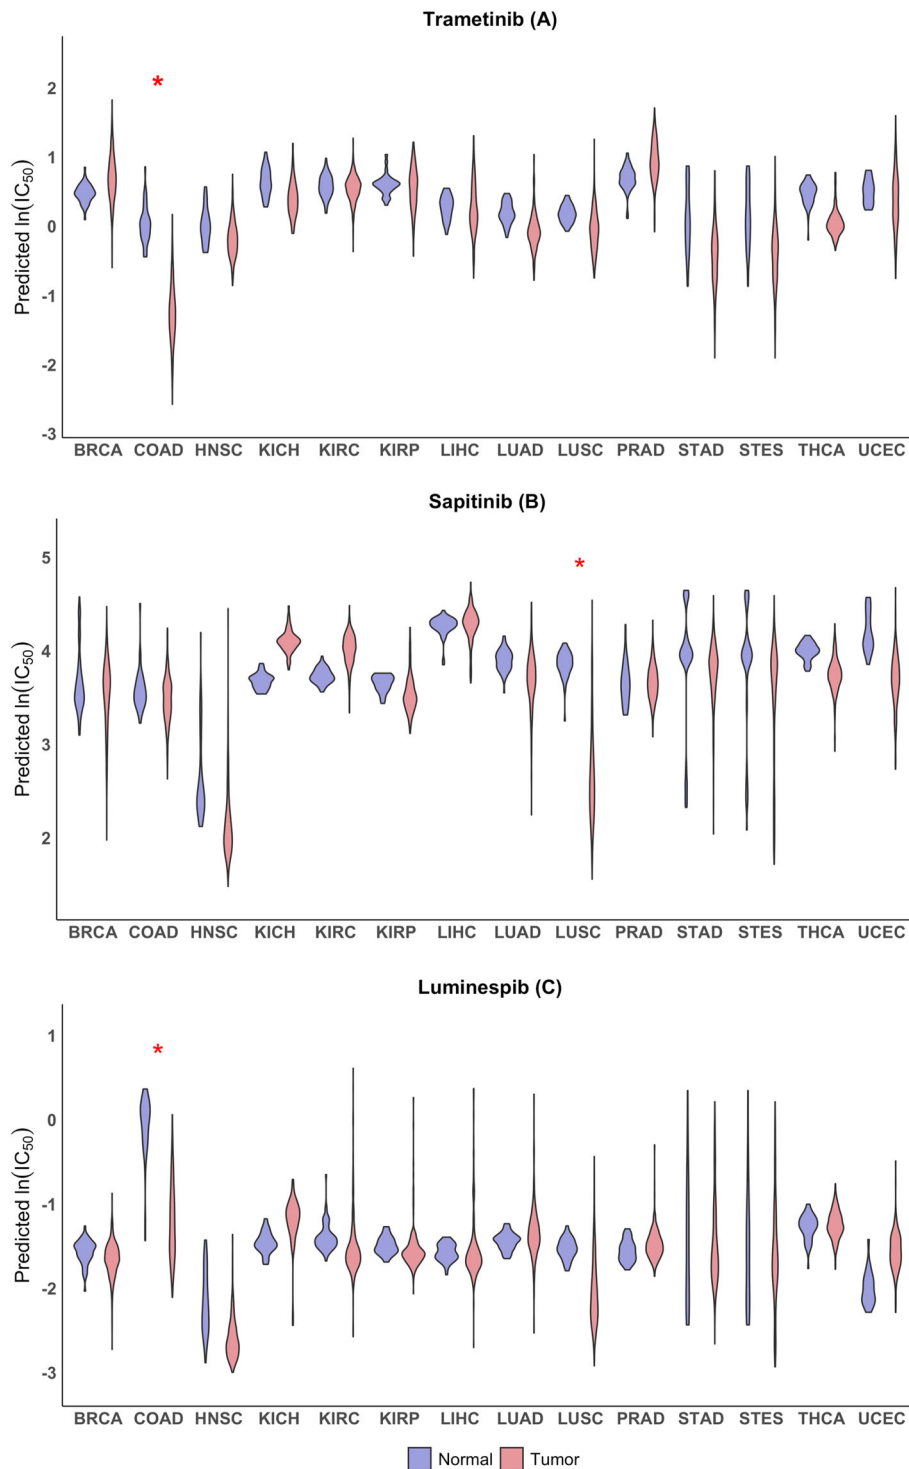 Trametinib (A)
*
Predicted ln(IC50)
2
1
0
-1
-2
-3
BRCA COAD HNSC KICH KIRC KIRP LIHC LUAD LUSC PRAD STAD STES THCA UCEC
Sapitinib (B)
*
Predicted ln(IC50)
5
4
3
2
BRCA COAD HNSC KICH KIRC KIRP LIHC LUAD LUSC PRAD STAD STES THCA UCEC
Luminespib (C)
*
Predicted ln(IC50)
1
0
-1
-2
-3
BRCA COAD HNSC KICH KIRC KIRP LIHC LUAD LUSC PRAD STAD STES THCA UCEC
Normal Tumor